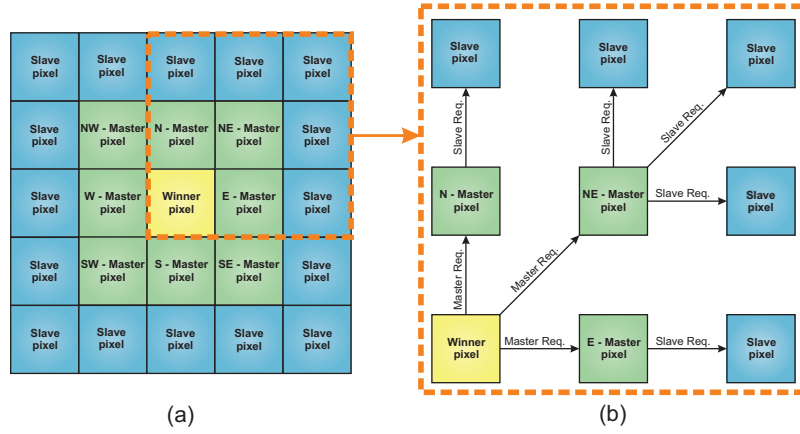 Slave
pixel
Slave
pixel
Slave
pixel
Slave
pixel
Slave
pixel
Slave
pixel
NW - Master
pixel
N - Master
pixel
NE - Master
pixel
Slave
pixel
Slave
pixel
W - Master
pixel
Winner
pixel
E - Master
pixel
Slave
pixel
Slave
pixel
SW - Master
pixel
S - Master
pixel
SE - Master
pixel
Slave
pixel
Slave
pixel
Slave
pixel
Slave
pixel
Slave
pixel
Slave
pixel
(a)
Slave
pixel
Slave
pixel
Slave
pixel
Slave Req.
Slave Req.
Slave Req.
N - Master
pixel
NE - Master
pixel
Slave Req.
Slave
pixel
Master Req.
Master Req.
Winner
pixel
Master Req.
E - Master
pixel
Slave Req.
Slave
pixel
(b)